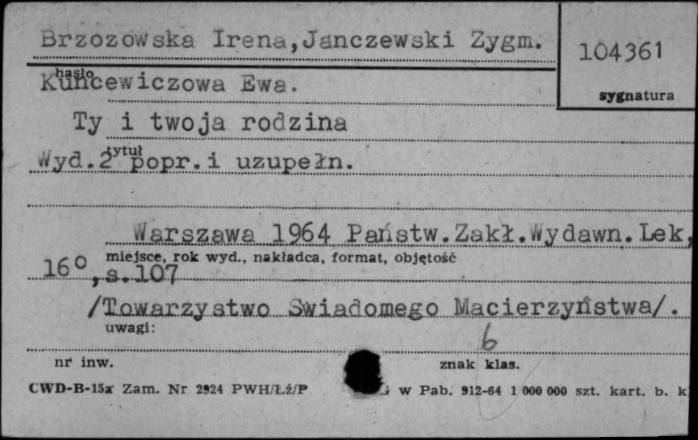 Brzozowska Irena,Janczewski Zygm.
104361
hasło
Kuncewiczowa Ewa.
sygnatura
Ty i twoja rodzina
tytuł
Wyd.2 popr.i uzupełn.
Warszawa 1964 Państw.Zakł.Wydawn.Lek,
miejsce, rok wyd., nakładca, format, objętość
16°,s.107
/Towarzystwo Swiadomego Macierzyństwa/.
uwagi:
6
nr inw.
znak klas.
CWD-B-15a Zam. Nr 2924 PWH/Łź/P
w Pab. 912-64 1 000 000 szt. kart. b. k